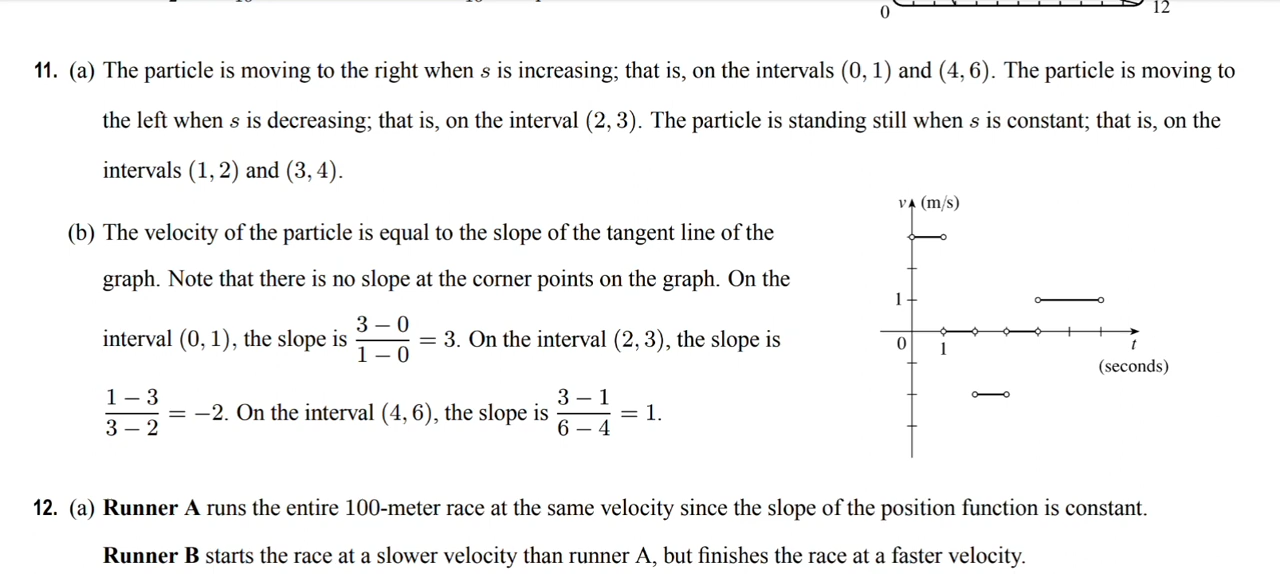 0 12
11. (a) The particle is moving to the right when s is increasing; that is, on the intervals (0, 1) and (4, 6). The particle is moving to
the left when s is decreasing; that is, on the interval (2, 3). The particle is standing still when s is constant; that is, on the
intervals (1, 2) and (3, 4).
(b) The velocity of the particle is equal to the slope of the tangent line of the
graph. Note that there is no slope at the corner points on the graph. On the
interval (0, 1), the slope is (3 − 0)/(1 − 0) = 3. On the interval (2, 3), the slope is
(1 − 3)/(3 − 2) = −2. On the interval (4, 6), the slope is (3 − 1)/(6 − 4) = 1.
v (m/s)
1
0 1 t
(seconds)
12. (a) Runner A runs the entire 100-meter race at the same velocity since the slope of the position function is constant.
Runner B starts the race at a slower velocity than runner A, but finishes the race at a faster velocity.